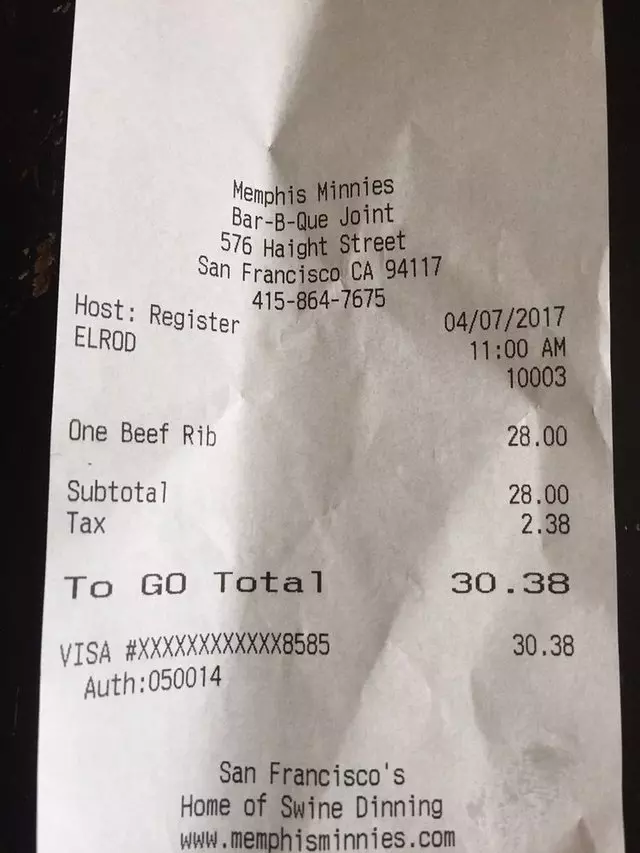 Memphis Minnies
Bar-B-Que Joint
576 Haight Street
San Francisco CA 94117
415-864-7675
Host: Register 04/07/2017
ELROD 11:00 AM
10003
One Beef Rib 28.00
Subtotal 28.00
Tax 2.38
To GO Total 30.38
VISA #XXXXXXXXXXXX8585 30.38
Auth:050014
San Francisco's
Home of Swine Dinning
www.memphisminnies.com